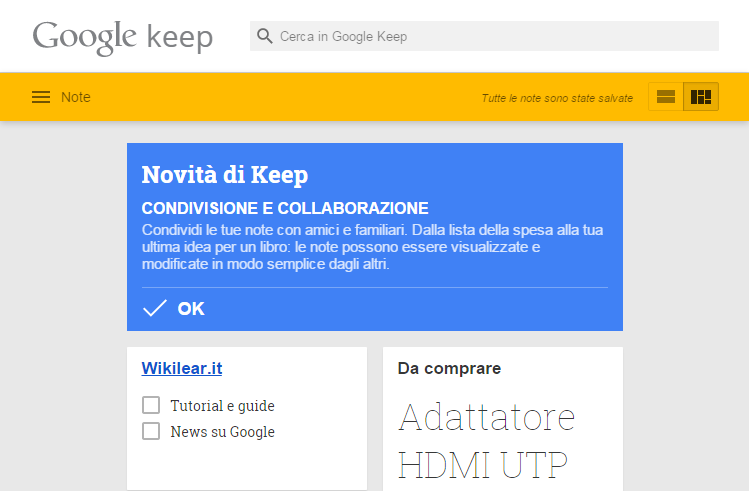 Google keep
Cerca in Google Keep
Note
Tutte le note sono state salvate
Novità di Keep
CONDIVISIONE E COLLABORAZIONE
Condividi le tue note con amici e familiari. Dalla lista della spesa alla tua
ultima idea per un libro: le note possono essere visualizzate e
modificate in modo semplice dagli altri.
OK
Wikilear.it
Tutorial e guide
News su Google
Da comprare
Adattatore
HDMI UTP